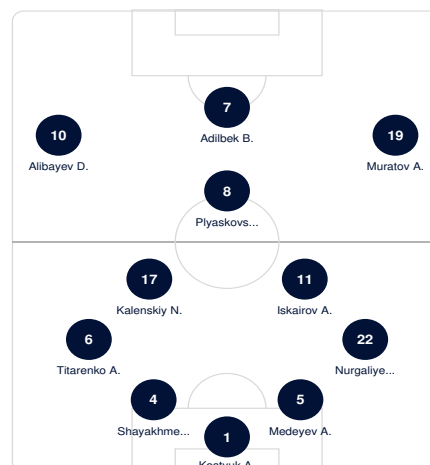 7
10
19
Adilbek B.
Alibayev D.
Muratov A.
8
Plyaskovs...
17
11
Kalenskiy N.
Iskairov A.
6
22
Titarenko A.
Nurgaliye...
4
5
Shayakhme...
Medeyev A.
1
Kostyuk A.